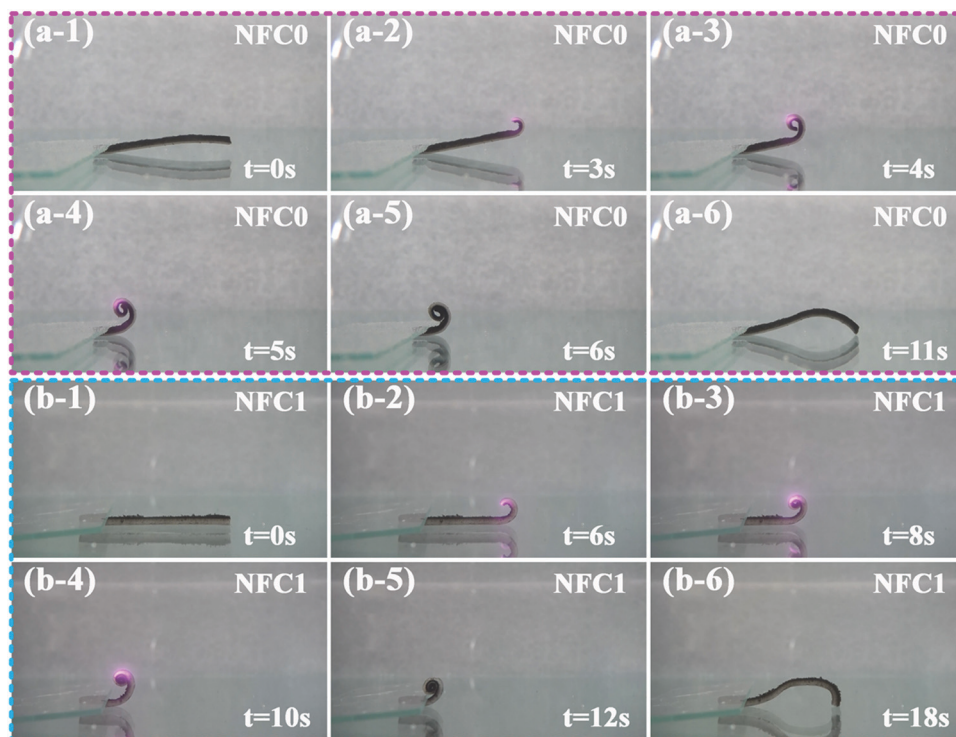 (a-1) NFC0
t=0s
(a-2) NFC0
t=3s
(a-3) NFC0
t=4s
(a-4) NFC0
t=5s
(a-5) NFC0
t=6s
(a-6) NFC0
t=11s
(b-1) NFC1
t=0s
(b-2) NFC1
t=6s
(b-3) NFC1
t=8s
(b-4) NFC1
t=10s
(b-5) NFC1
t=12s
(b-6) NFC1
t=18s